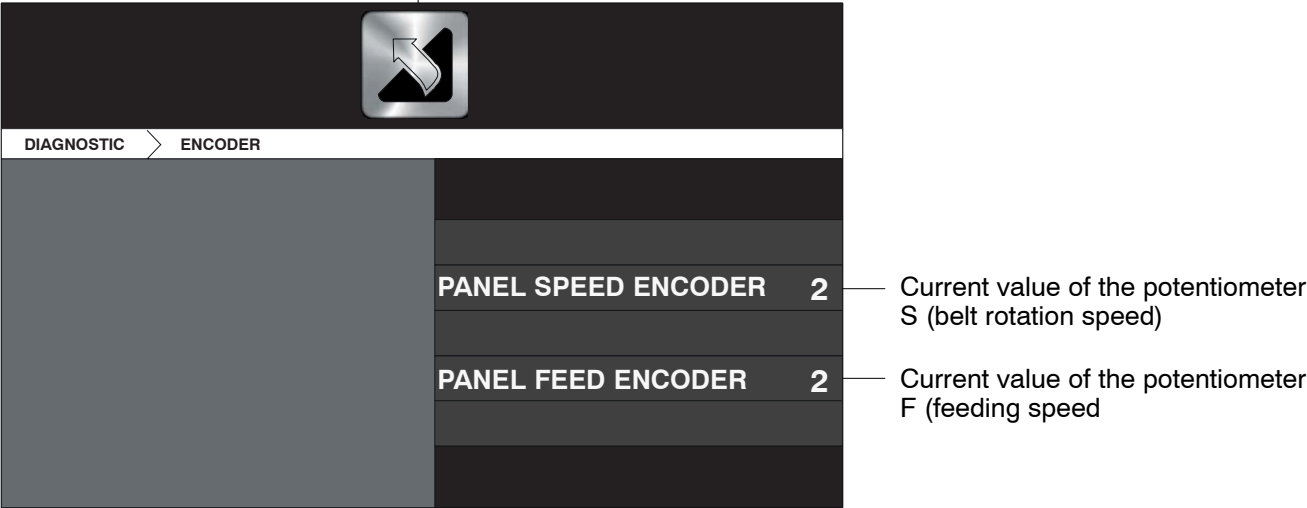 DIAGNOSTIC ENCODER
PANEL SPEED ENCODER 2
Current value of the potentiometer
S (belt rotation speed)
PANEL FEED ENCODER 2
Current value of the potentiometer
F (feeding speed